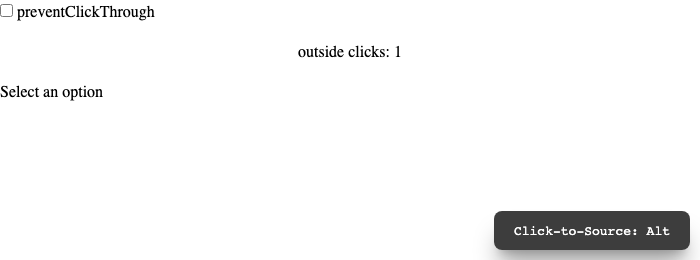 preventClickThrough
outside clicks: 1
Select an option
Click-to-Source: Alt